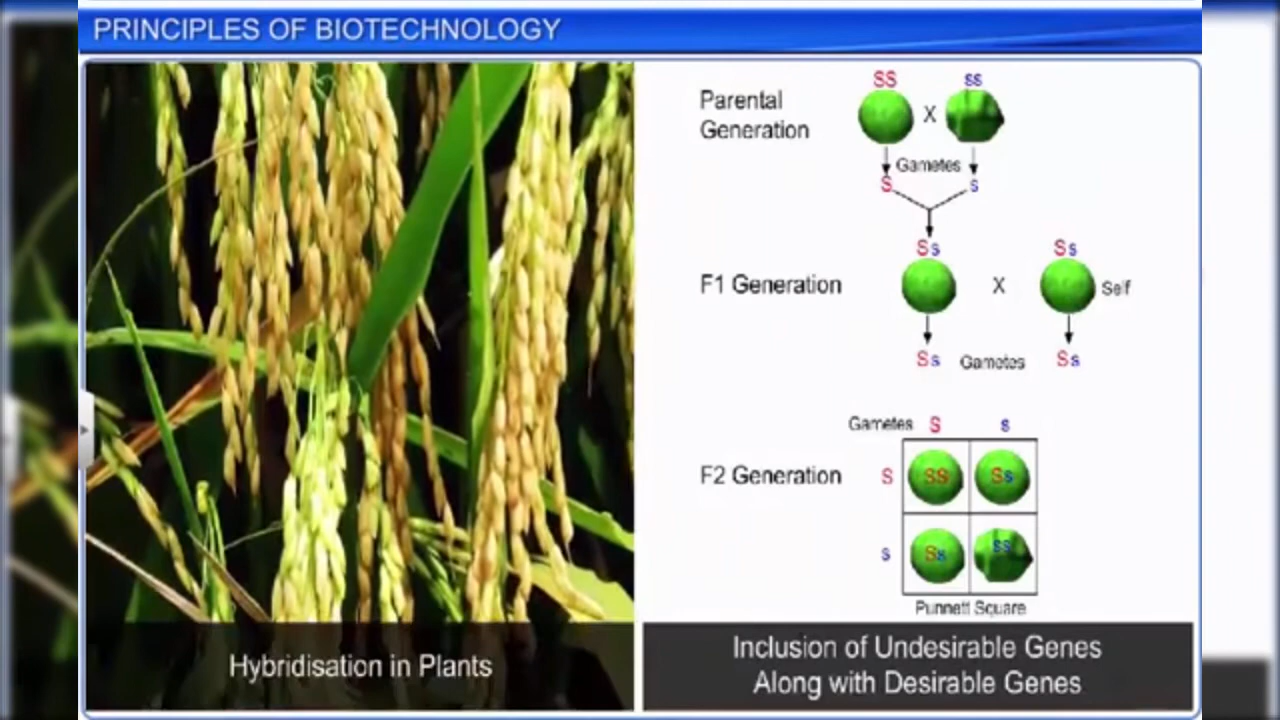 PRINCIPLES OF BIOTECHNOLOGY
Hybridisation in Plants
SS ss
Parental
Generation
X
Gametes
S s
Ss Ss
F1 Generation
X
Self
Ss Gametes Ss
Gametes S s
F2 Generation
S SS Ss
s Ss ss
Punnett Square
Inclusion of Undesirable Genes
Along with Desirable Genes